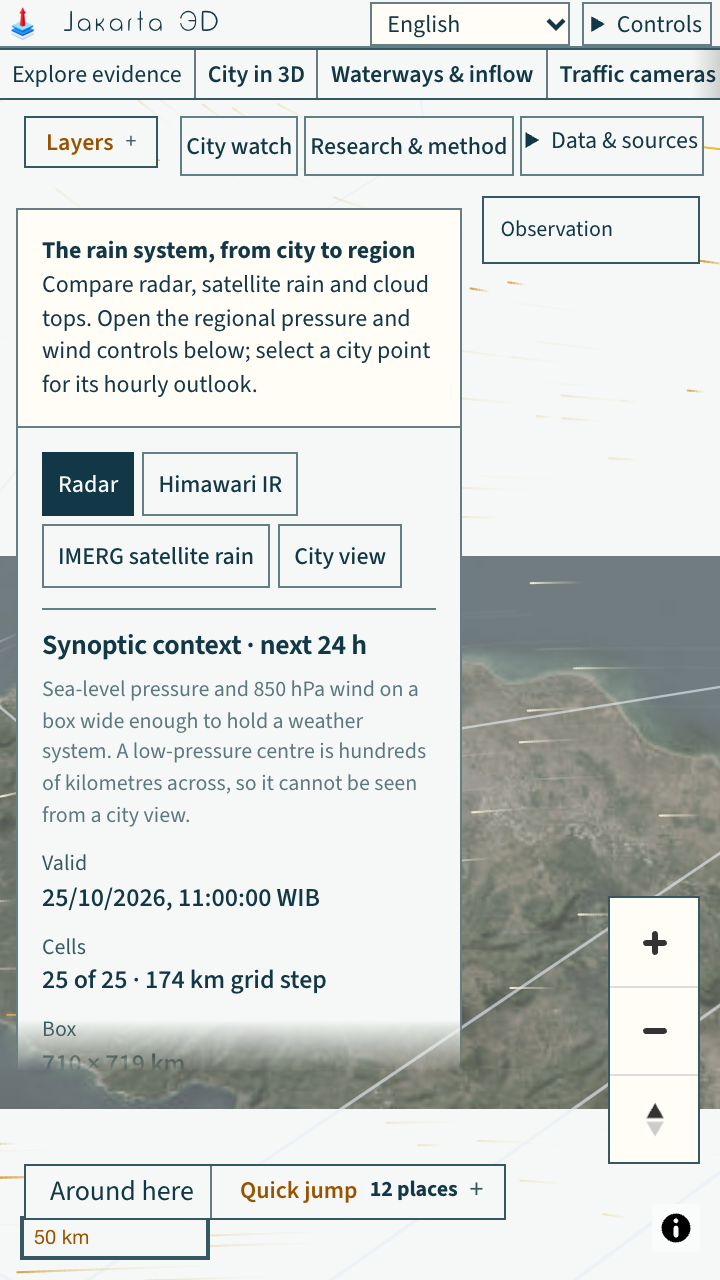 Jakarta 3D
English
Controls
Explore evidence
City in 3D
Waterways & inflow
Traffic cameras
Layers +
City watch
Research & method
Data & sources
Observation
The rain system, from city to region
Compare radar, satellite rain and cloud
tops. Open the regional pressure and
wind controls below; select a city point
for its hourly outlook.
Radar
Himawari IR
IMERG satellite rain
City view
Synoptic context · next 24 h
Sea-level pressure and 850 hPa wind on a
box wide enough to hold a weather
system. A low-pressure centre is hundreds
of kilometres across, so it cannot be seen
from a city view.
Valid
25/10/2026, 11:00:00 WIB
Cells
25 of 25 · 174 km grid step
Box
710 × 719 km
Around here
Quick jump 12 places +
50 km